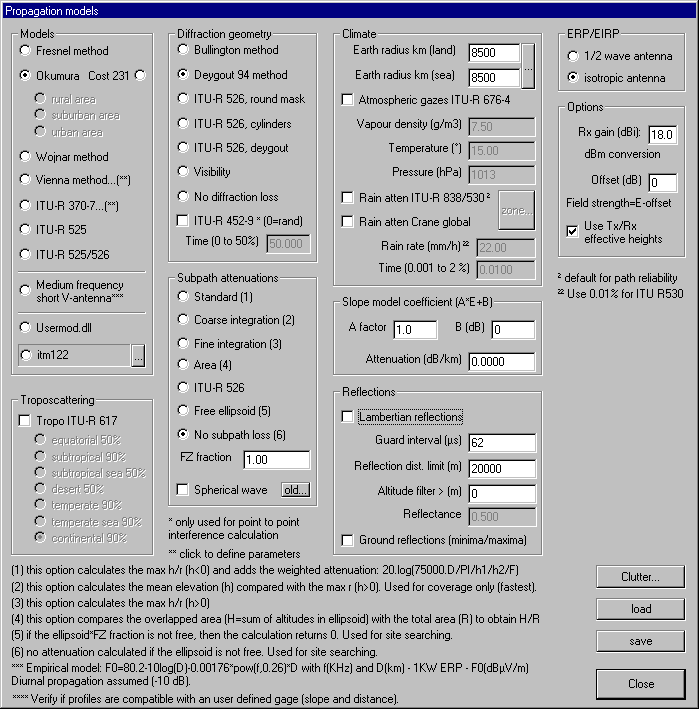 Propagation models
Models
Fresnel method
Okumura Cost 231
rural area
suburban area
urban area
Wojnar method
Vienna method...(**)
ITU-R 370-7...(**)
ITU-R 525
ITU-R 525/526
Medium frequency
short V-antenna***
Usermod.dll
itm122 ...
Troposcattering
Tropo ITU-R 617
equatorial 50%
subtropical 90%
subtropical sea 50%
desert 50%
temperate 90%
temperate sea 90%
continental 90%
Diffraction geometry
Bullington method
Deygout 94 method
ITU-R 526, round mask
ITU-R 526, cylinders
ITU-R 526, deygout
Visibility
No diffraction loss
ITU-R 452-9 * (0=rand)
Time (0 to 50%) 50.000
Subpath attenuations
Standard (1)
Coarse integration (2)
Fine integration (3)
Area (4)
ITU-R 526
Free ellipsoid (5)
No subpath loss (6)
FZ fraction 1.00
Spherical wave old...
* only used for point to point
interference calculation
** click to define parameters
Climate
Earth radius km (land) 8500
...
Earth radius km (sea) 8500
Atmospheric gazes ITU-R 676-4
Vapour density (g/m3) 7.50
Temperature (°) 15.00
Pressure (hPa) 1013
Rain atten ITU-R 838/530 ²
zone...
Rain atten Crane global
Rain rate (mm/h) ²² 22.00
Time (0.001 to 2 %) 0.0100
Slope model coefficient (A*E+B)
A factor 1.0 B (dB) 0
Attenuation (dB/km) 0.0000
Reflections
Lambertian reflections
Guard interval (µs) 62
Reflection dist. limit (m) 20000
Altitude filter > (m) 0
Reflectance 0.500
Ground reflections (minima/maxima)
ERP/EIRP
1/2 wave antenna
isotropic antenna
Options
Rx gain (dBi): 18.0
dBm conversion
Offset (dB) 0
Field strength=E-offset
Use Tx/Rx
effective heights
² default for path reliability
²² Use 0.01% for ITU R530
(1) this option calculates the max h/r (h<0) and adds the weighted attenuation: 20.log(75000.D/PI/h1/h2/F)
(2) this option calculates the mean elevation (h) compared with the max r (h>0). Used for coverage only (fastest).
(3) this option calculates the max h/r (h>0)
(4) this option compares the overlapped area (H=sum of altitudes in ellipsoid) with the total area (R) to obtain H/R
(5) if the ellipsoid*FZ fraction is not free, then the calculation returns 0. Used for site searching.
(6) no attenuation calculated if the ellipsoid is not free. Used for site searching.
*** Empirical model: F0=80.2-10log(D)-0.00176*pow(f,0.26)*D with f(KHz) and D(km) - 1KW ERP - F0(dBµV/m)
Diurnal propagation assumed (-10 dB).
**** Verify if profiles are compatible with an user defined gage (slope and distance).
Clutter...
load
save
Close